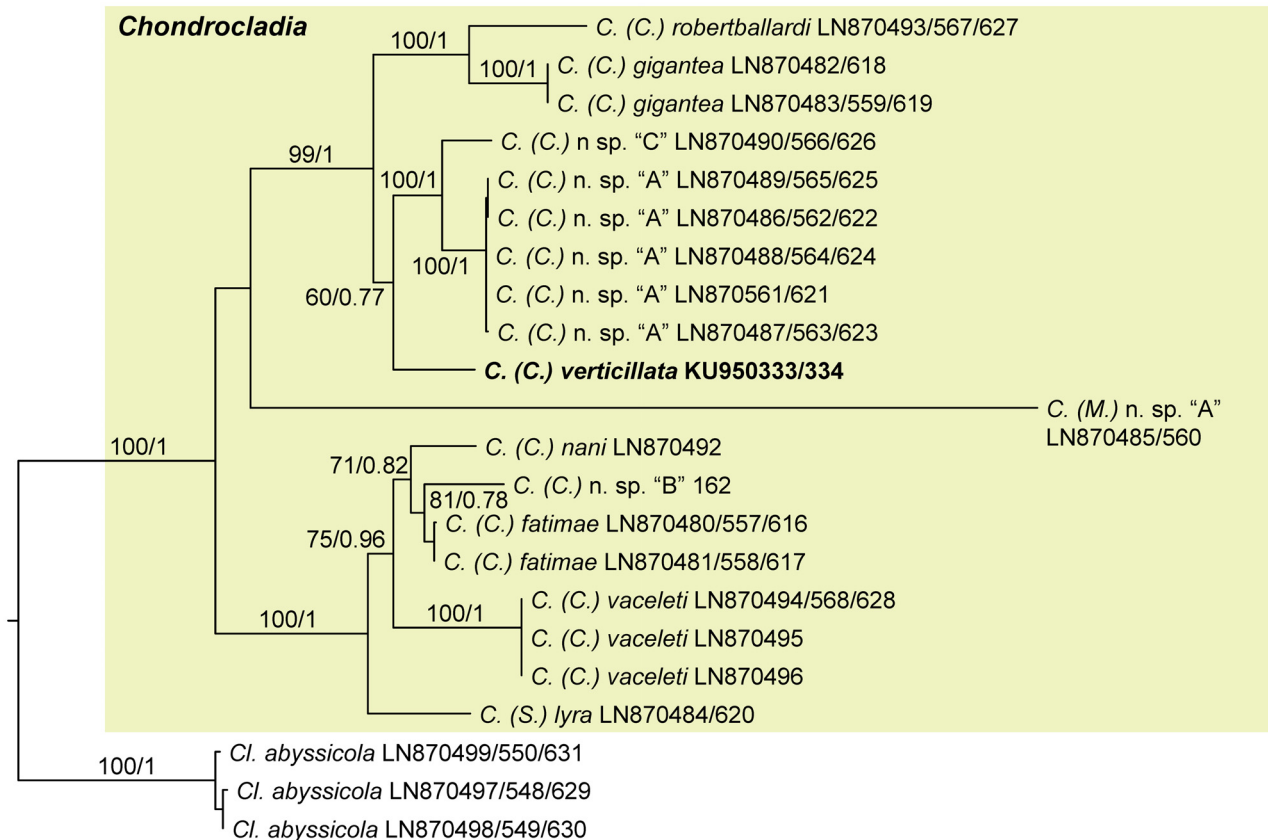 Chondrocladia
C. (C.) robertballardi LN870493/567/627
100/1
C. (C.) gigantea LN870482/618
100/1
C. (C.) gigantea LN870483/559/619
C. (C.) n sp. “C” LN870490/566/626
99/1
100/1
C. (C.) n. sp. “A” LN870489/565/625
C. (C.) n. sp. “A” LN870486/562/622
C. (C.) n. sp. “A” LN870488/564/624
100/1
C. (C.) n. sp. “A” LN870561/621
60/0.77
C. (C.) n. sp. “A” LN870487/563/623
C. (C.) verticillata KU950333/334
C. (M.) n. sp. “A”
LN870485/560
100/1
C. (C.) nani LN870492
71/0.82
C. (C.) n. sp. “B” 162
81/0.78
C. (C.) fatimae LN870480/557/616
75/0.96
C. (C.) fatimae LN870481/558/617
C. (C.) vaceleti LN870494/568/628
100/1
100/1
C. (C.) vaceleti LN870495
C. (C.) vaceleti LN870496
C. (S.) lyra LN870484/620
Cl. abyssicola LN870499/550/631
100/1
Cl. abyssicola LN870497/548/629
Cl. abyssicola LN870498/549/630